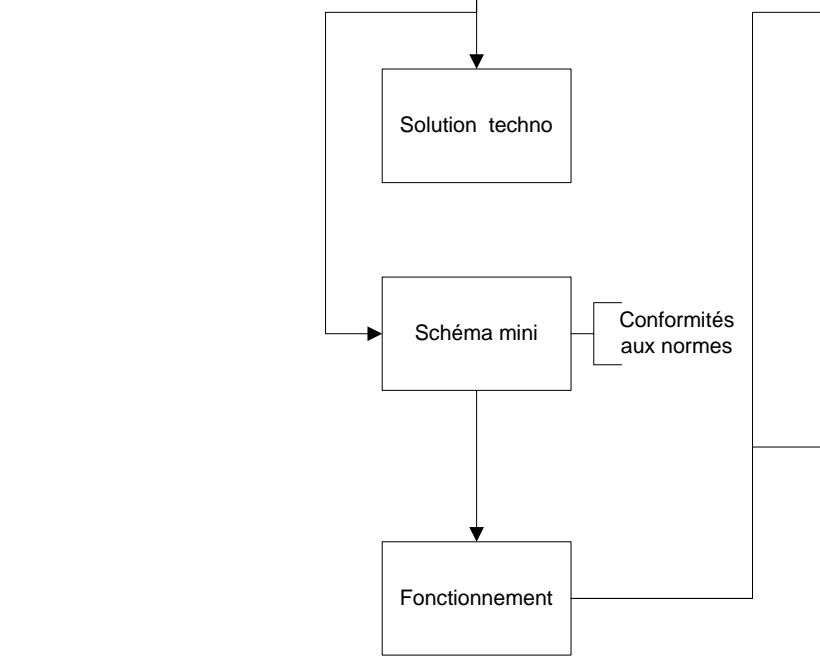 Solution techno
Schéma mini
Conformités
aux normes
Fonctionnement